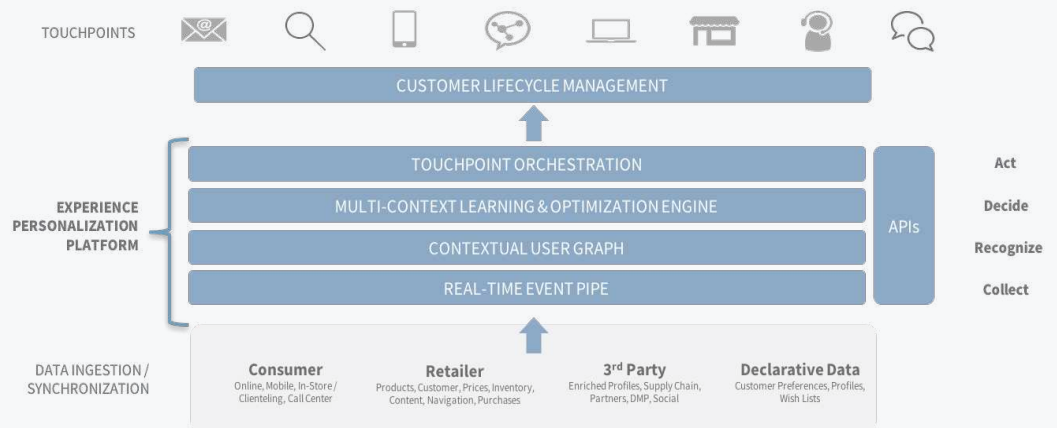 TOUCHPOINTS
@
CUSTOMER LIFECYCLE MANAGEMENT
TOUCHPOINT ORCHESTRATION
Act
MULTI-CONTEXT LEARNING & OPTIMIZATION ENGINE
Decide
EXPERIENCE
PERSONALIZATION
PLATFORM
APIs
CONTEXTUAL USER GRAPH
Recognize
REAL-TIME EVENT PIPE
Collect
DATA INGESTION /
SYNCHRONIZATION
Consumer
Online, Mobile, In-Store /
Clienteling, Call Center
Retailer
Products, Customer, Prices, Inventory,
Content, Navigation, Purchases
3rd Party
Enriched Profiles, Supply Chain,
Partners, DMP, Social
Declarative Data
Customer Preferences, Profiles,
Wish Lists